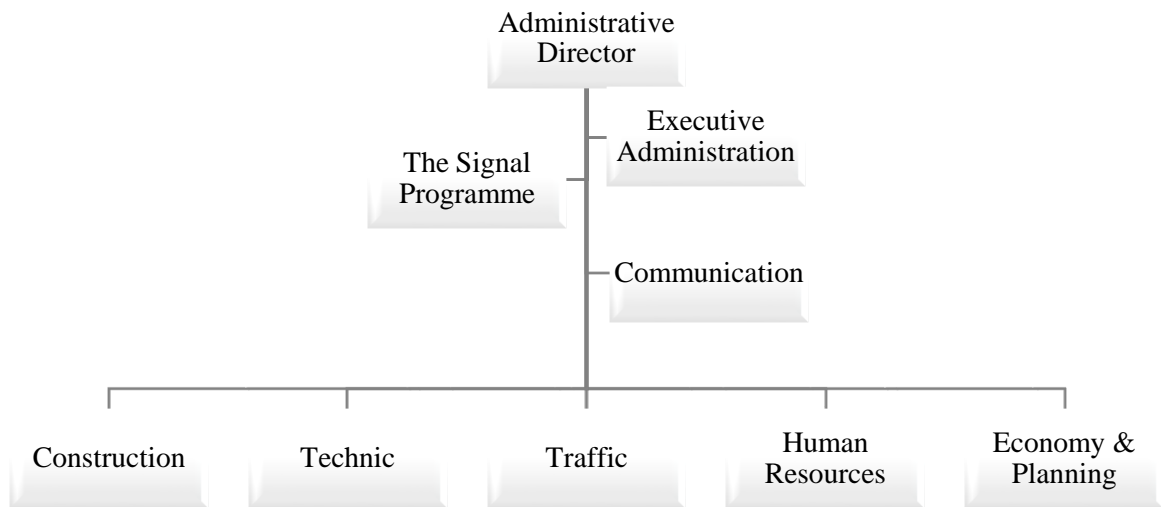 Administrative
Director
Executive
Administration
The Signal
Programme
Communication
Construction
Technic
Traffic
Human
Resources
Economy &
Planning